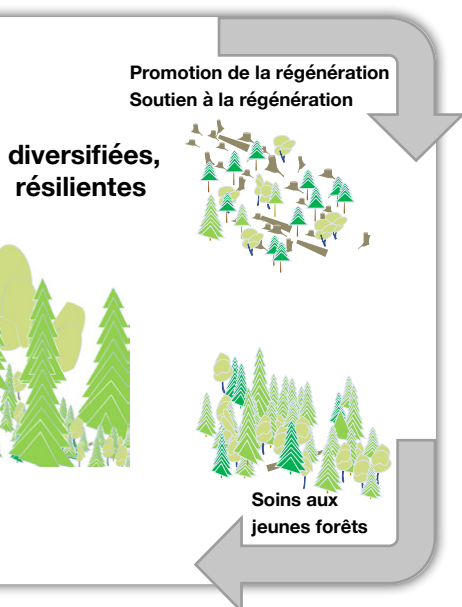 Promotion de la régénération
Soutien à la régénération
diversifiées,
résilientes
Soins aux
jeunes forêts